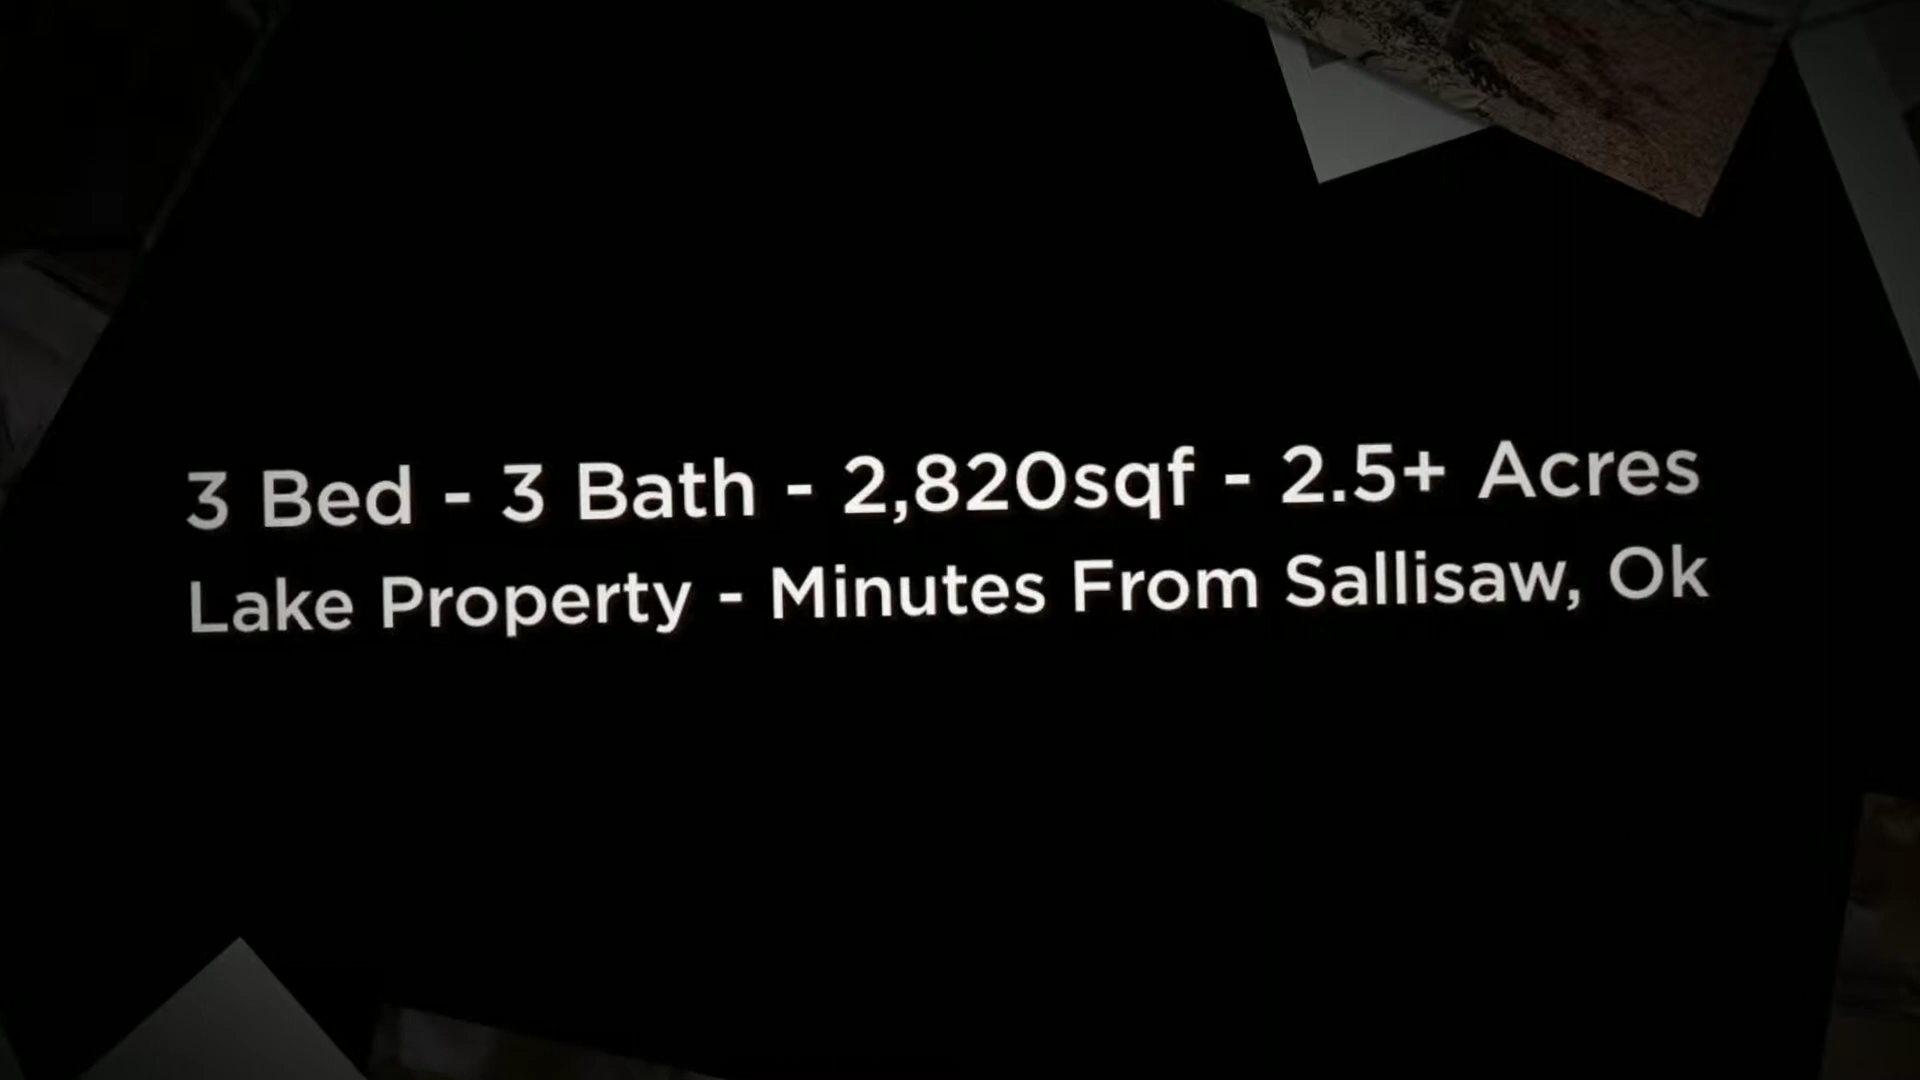 3 Bed - 3 Bath - 2,820sqf - 2.5+ Acres
Lake Property - Minutes From Sallisaw, Ok